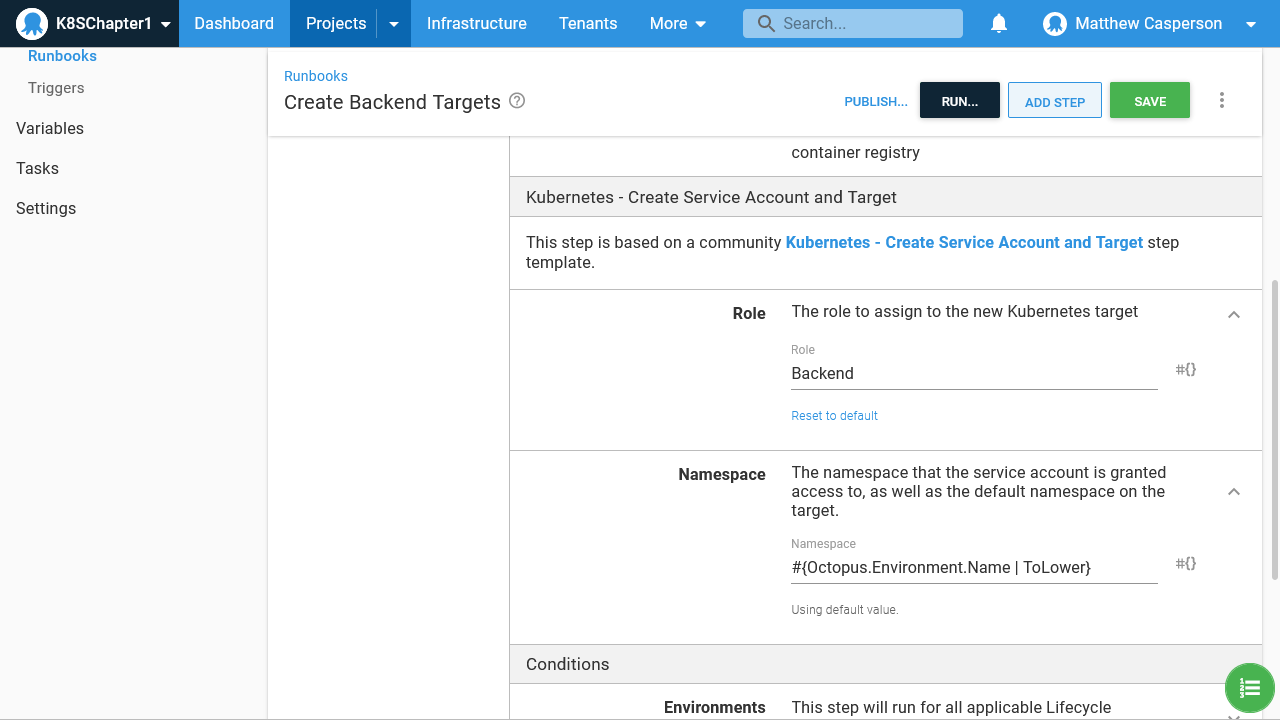 K8SChapter1
Dashboard
Projects
Infrastructure
Tenants
More
Search...
Matthew Casperson
Runbooks
Triggers
Variables
Tasks
Settings
Runbooks
Create Backend Targets
PUBLISH...
RUN...
ADD STEP
SAVE
container registry
Kubernetes - Create Service Account and Target
This step is based on a community Kubernetes - Create Service Account and Target step
template.
Role
The role to assign to the new Kubernetes target
Role
Backend
#{}
Reset to default
Namespace
The namespace that the service account is granted
access to, as well as the default namespace on the
target.
Namespace
#{Octopus.Environment.Name | ToLower}
#{}
Using default value.
Conditions
Environments
This step will run for all applicable Lifecycle